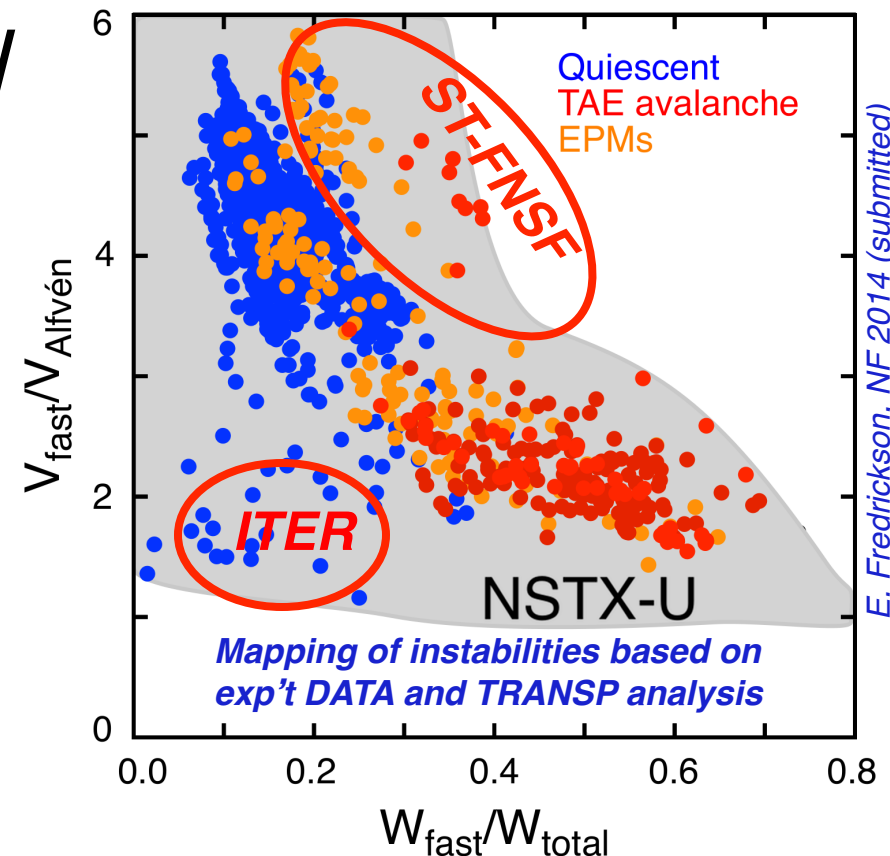 6
4
2
0
V_fast/V_Alfvén
Quiescent
TAE avalanche
EPMs
ST-FNSF
ITER
NSTX-U
Mapping of instabilities based on
exp't DATA and TRANSP analysis
0.0 0.2 0.4 0.6 0.8
W_fast/W_total
E. Fredrickson, NF 2014 (submitted)